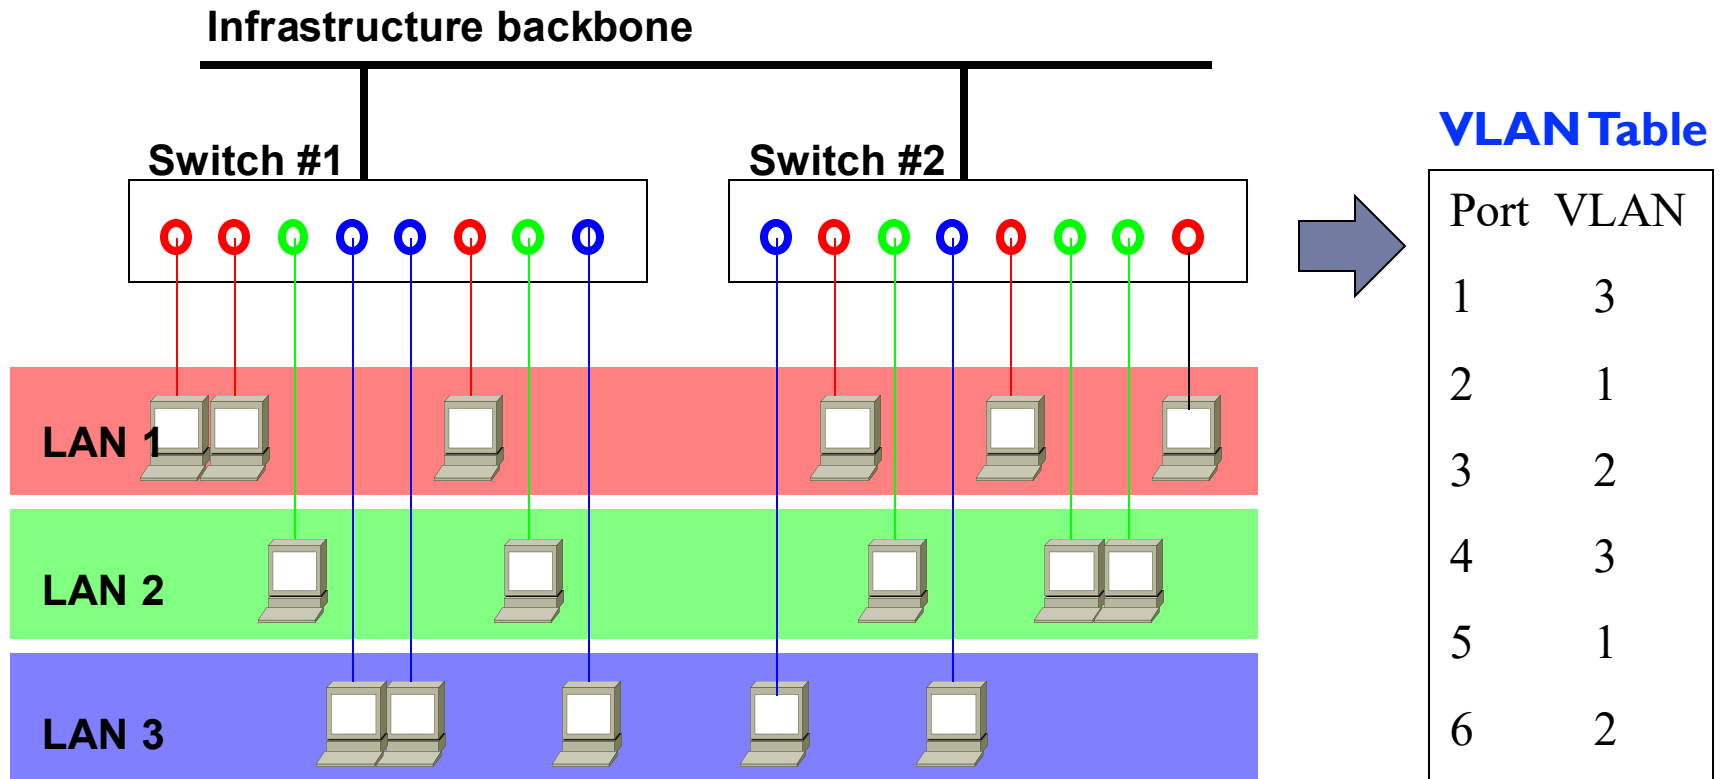 Infrastructure backbone
Switch #1
Switch #2
LAN 1
LAN 2
LAN 3
VLAN Table
Port VLAN
1 3
2 1
3 2
4 3
5 1
6 2